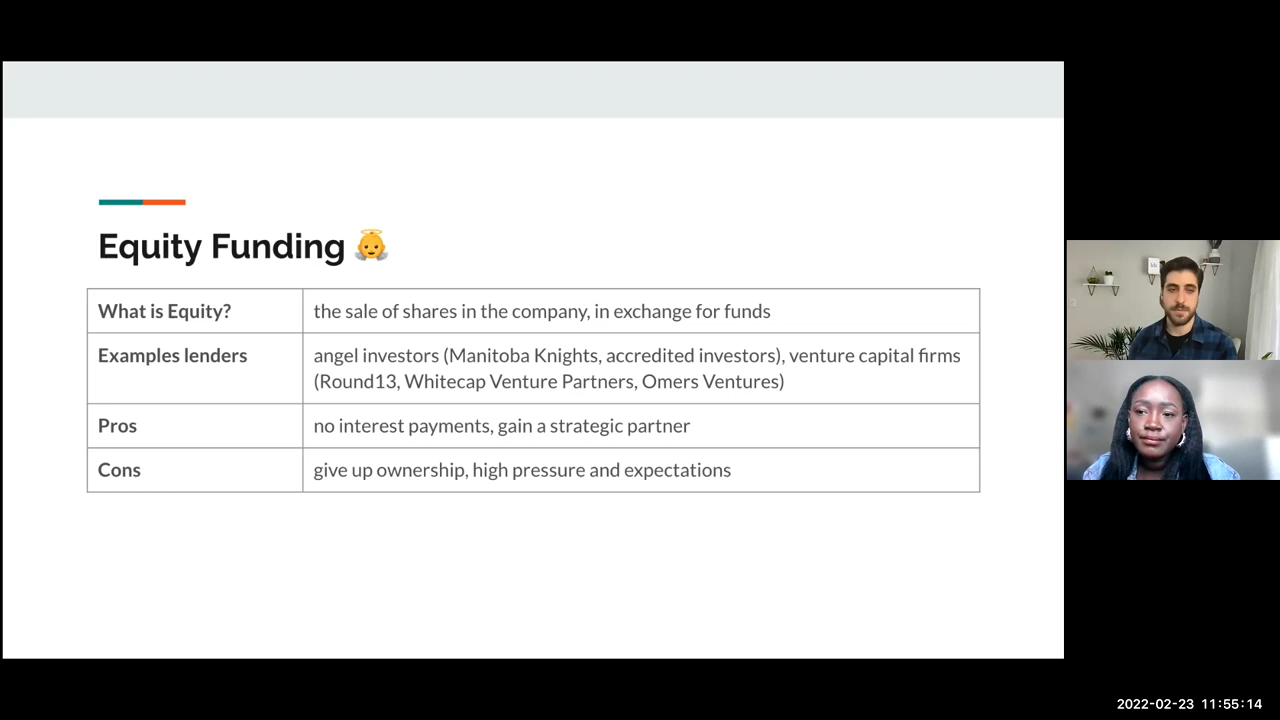 Equity Funding
What is Equity?
the sale of shares in the company, in exchange for funds
Examples lenders
angel investors (Manitoba Knights, accredited investors), venture capital firms
(Round13, Whitecap Venture Partners, Omers Ventures)
Pros
no interest payments, gain a strategic partner
Cons
give up ownership, high pressure and expectations
2022-02-23 11:55:14